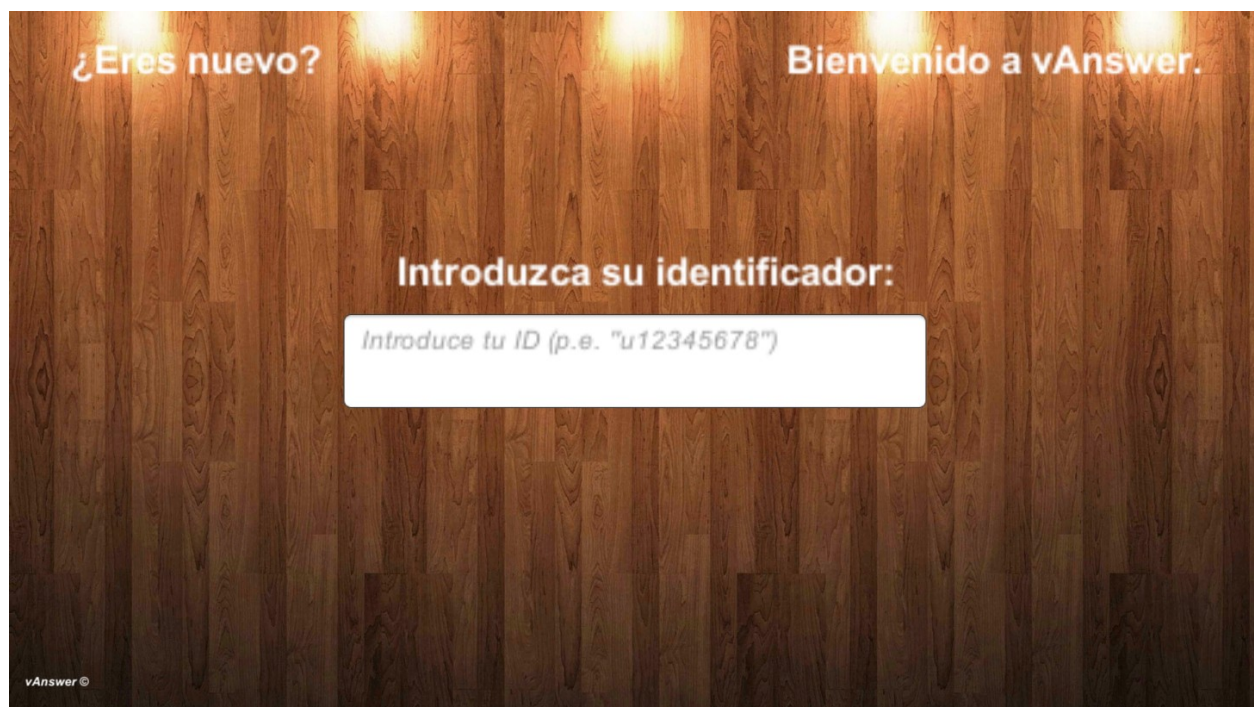 ¿Eres nuevo?
Bienvenido a vAnswer.
Introduzca su identificador:
Introduce tu ID (p.e. "u12345678")
vAnswer ©